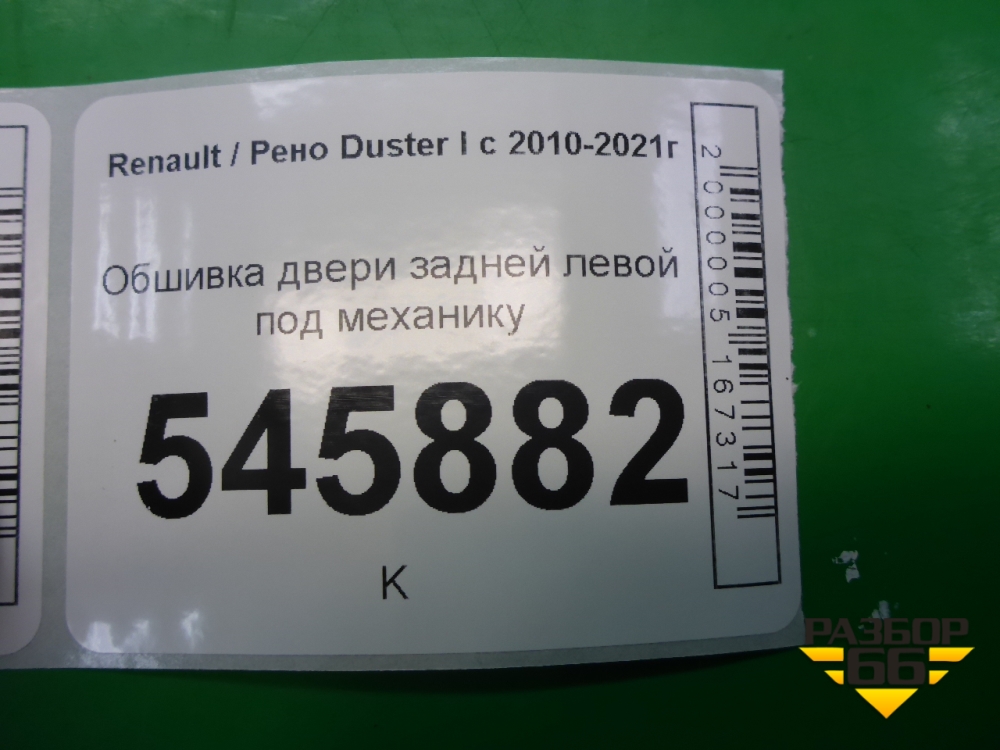 Renault / Рено Duster I с 2010-2021г
Обшивка двери задней левой
под механику
545882
К
2000005167317
РАЗБОР
66